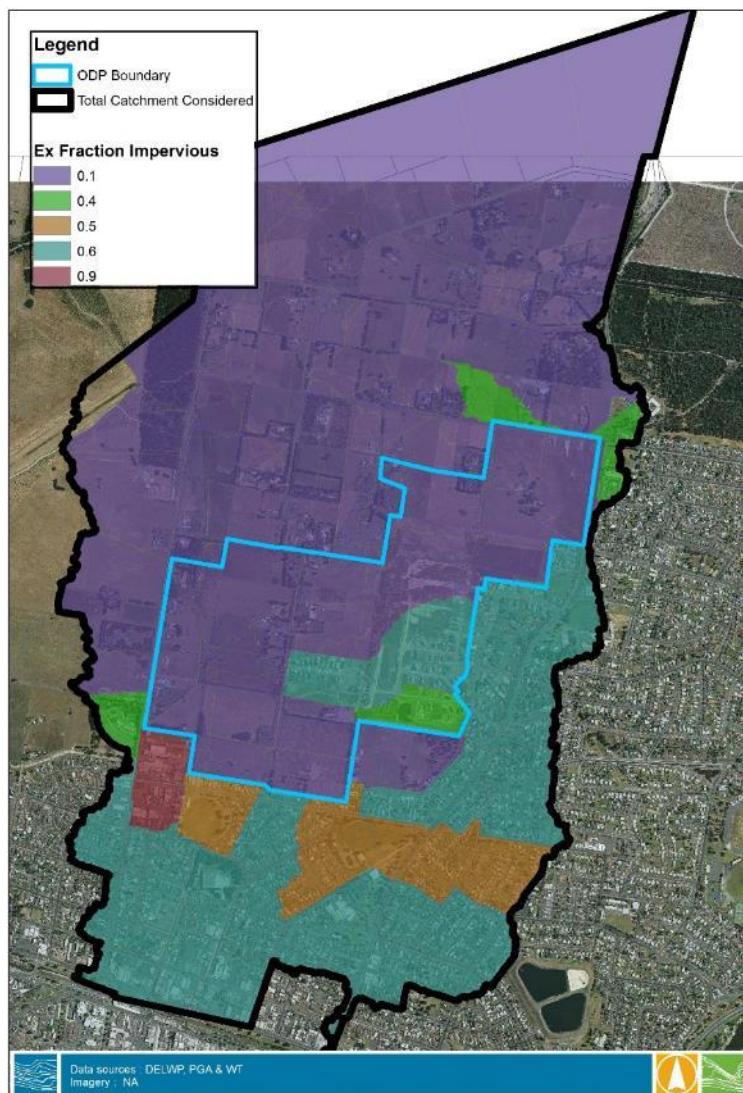 Legend
ODP Boundary
Total Catchment Considered
Ex Fraction Impervious
0.1
0.4
0.5
0.6
0.9
Data sources : DELWP, PGA & WT
Imagery : NA